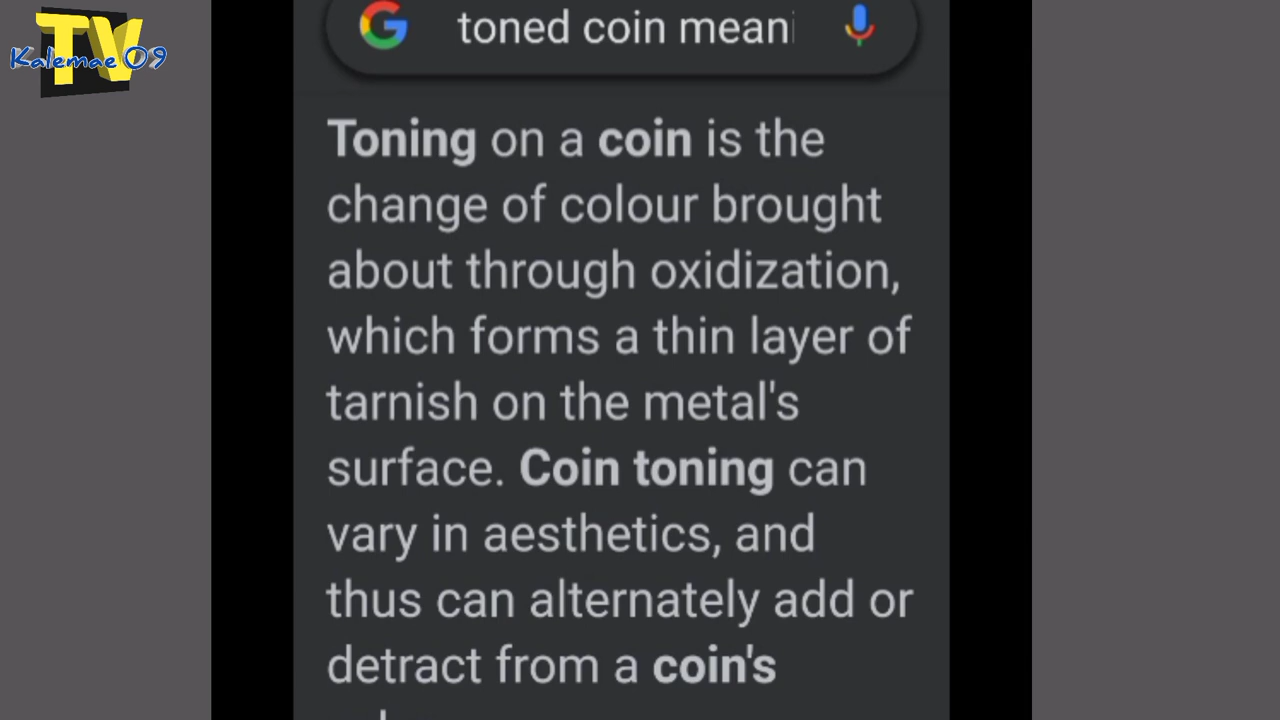 TV
Kalemae 09
toned coin meani
Toning on a coin is the
change of colour brought
about through oxidization,
which forms a thin layer of
tarnish on the metal's
surface. Coin toning can
vary in aesthetics, and
thus can alternately add or
detract from a coin's